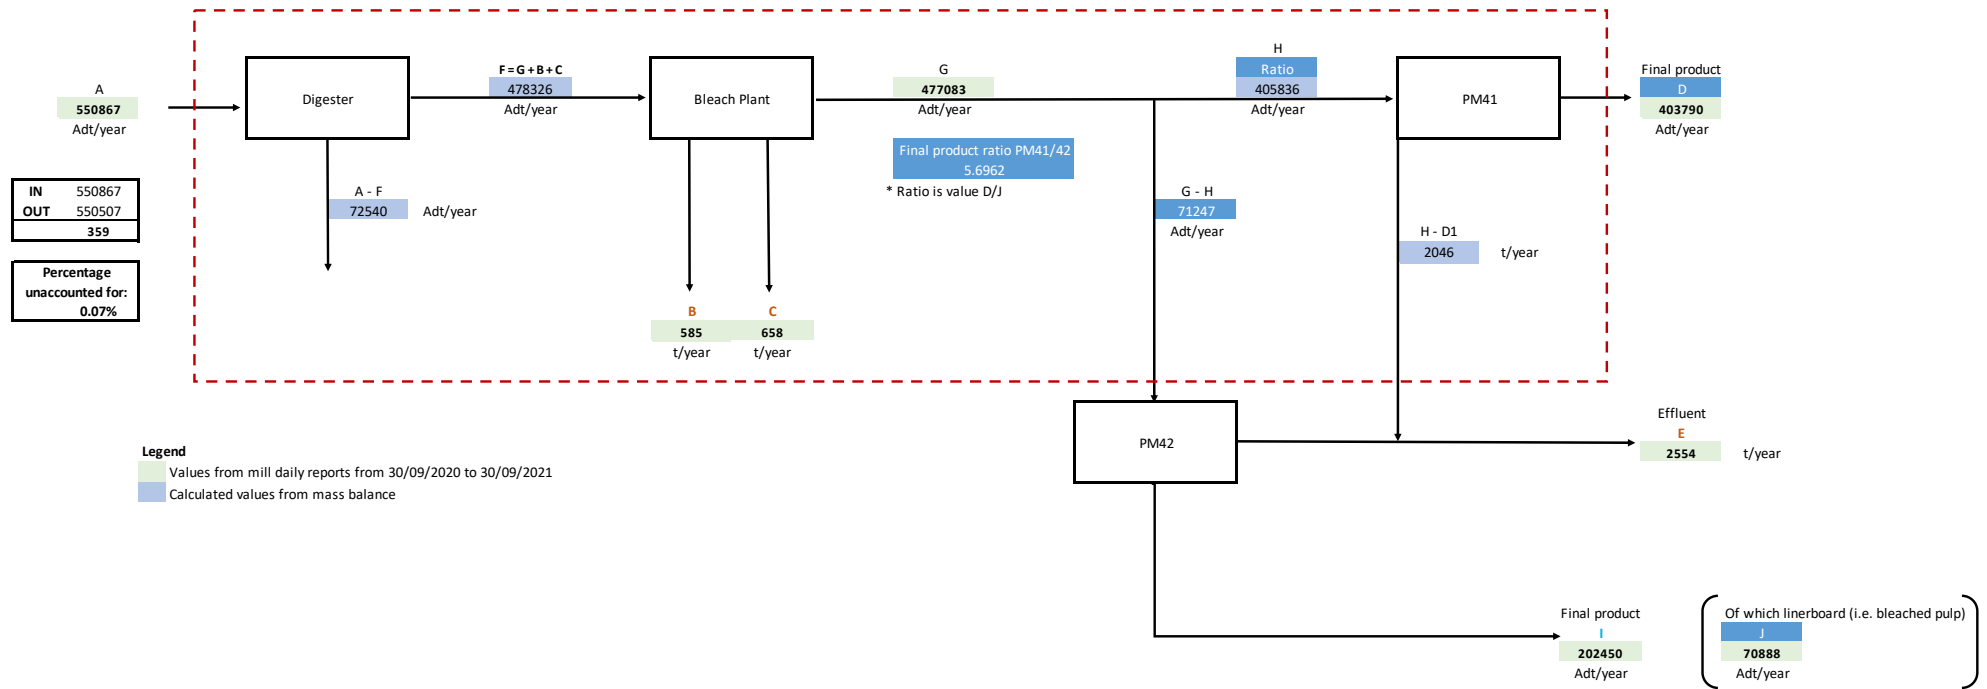 A
550867
Adt/year
IN 550867
OUT 550507
359
Percentage
unaccounted for:
0.07%
Digester
A - F
72540 Adt/year
F = G + B + C
478326
Adt/year
Bleach Plant
B
585
t/year
C
658
t/year
G
477083
Adt/year
Final product ratio PM41/42
5.6962
* Ratio is value D/J
H
Ratio
405836
Adt/year
G - H
71247
Adt/year
PM41
H - D1
2046 t/year
Final product
D
403790
Adt/year
PM42
Effluent
E
2554 t/year
Legend
Values from mill daily reports from 30/09/2020 to 30/09/2021
Calculated values from mass balance
Final product
I
202450
Adt/year
Of which linerboard (i.e. bleached pulp)
J
70888
Adt/year